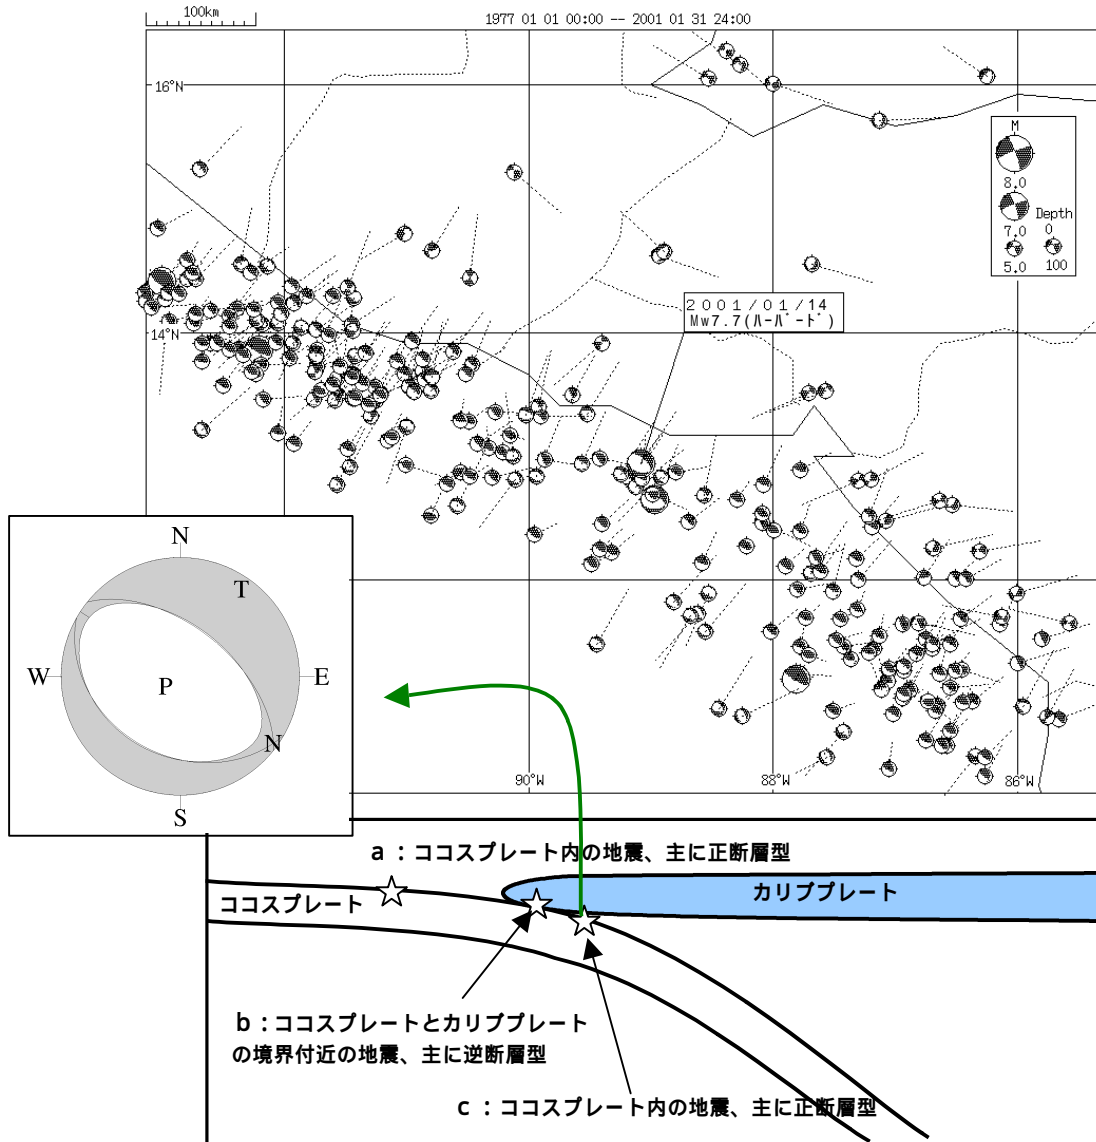 100km
1977 01 01 00:00 -- 2001 01 31 24:00
16°N
M
8.0
7.0
5.0
Depth
0
100
2001/01/14
Mw7.7(ﾊｰﾊﾞｰﾄﾞ)
14°N
90°W
88°W
86°W
N
T
W
P
E
N
S
a：ココスプレート内の地震、主に正断層型
カリブプレート
ココスプレート
b：ココスプレートとカリブプレート
の境界付近の地震、主に逆断層型
c：ココスプレート内の地震、主に正断層型